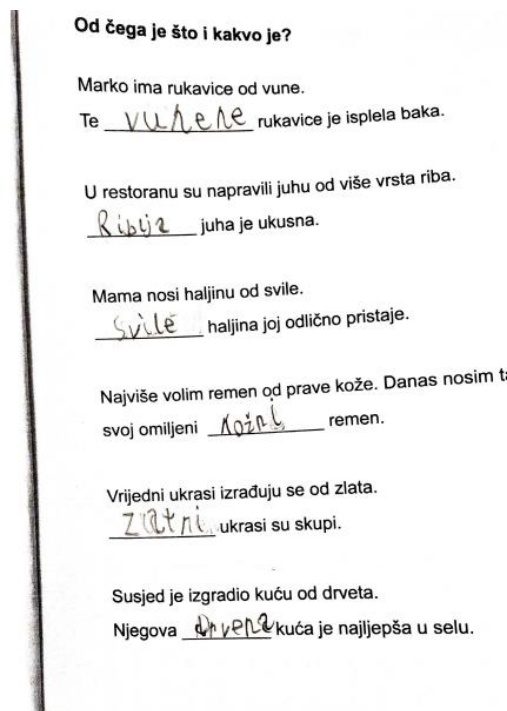 Od čega je što i kakvo je?
Marko ima rukavice od vune.
Te vunene rukavice je isplela baka.
U restoranu su napravili juhu od više vrsta riba.
Riblja juha je ukusna.
Mama nosi haljinu od svile.
Svile haljina joj odlično pristaje.
Najviše volim remen od prave kože. Danas nosim
svoj omiljeni kožni remen.
Vrijedni ukrasi izrađuju se od zlata.
Zlatni ukrasi su skupi.
Susjed je izgradio kuću od drveta.
Njegova drvena kuća je najljepša u selu.